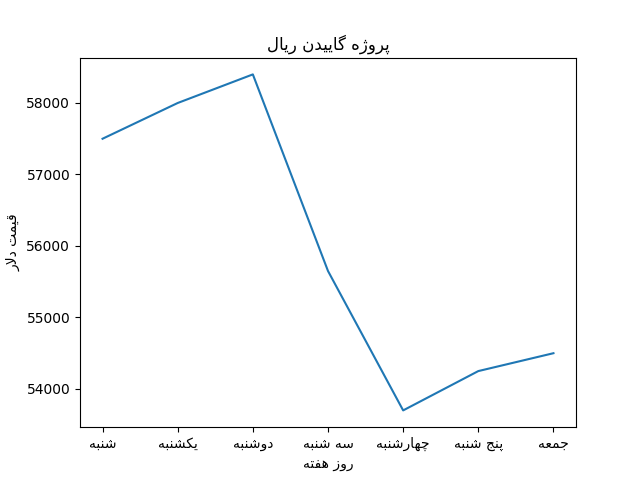 پروژه گاییدن ریال
قیمت دلار
58000
57000
56000
55000
54000
شنبه
یکشنبه
دوشنبه
سه شنبه
چهارشنبه
پنج شنبه
جمعه
روز هفته